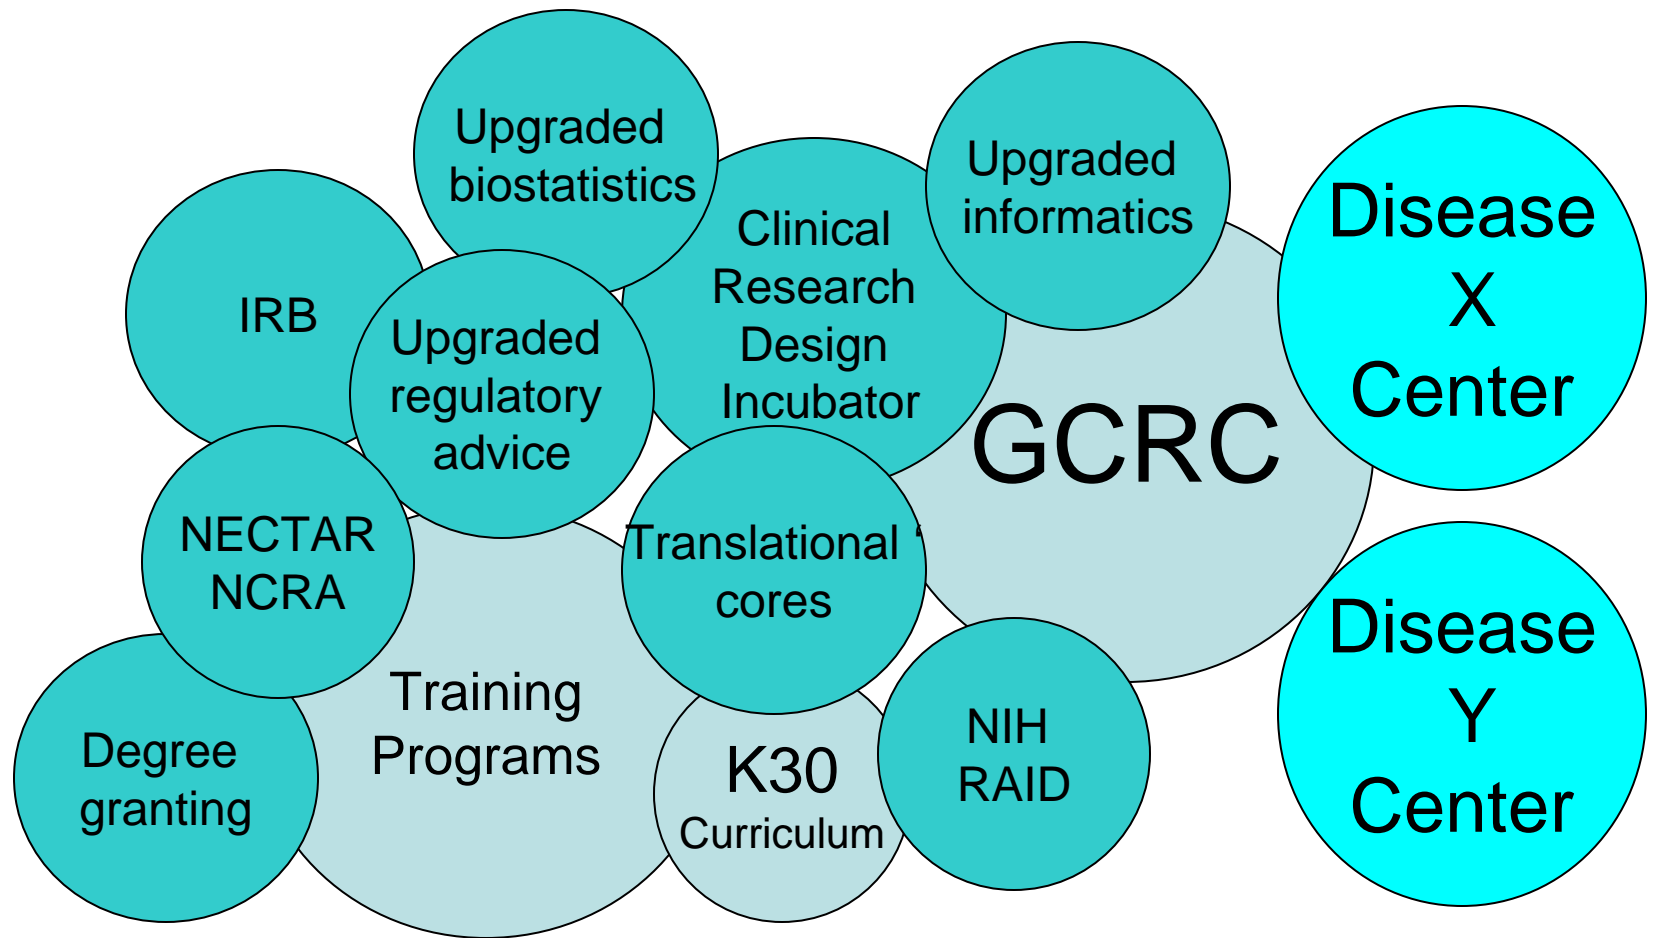 Upgraded
biostatistics
Upgraded
informatics
Disease
X
Center
Clinical
Research
Design
Incubator
IRB
Upgraded
regulatory
advice
GCRC
NECTAR
NCRA
Translational ‘
cores
Disease
Y
Center
Training
Programs
K30
Curriculum
NIH
RAID
Degree
granting